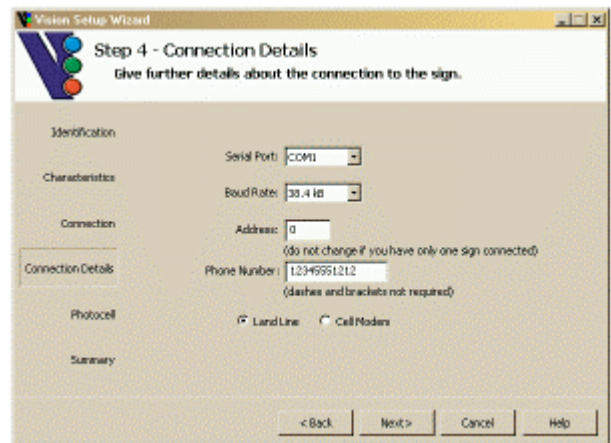 Vision Setup Wizard
Step 4 - Connection Details
Give further details about the connection to the sign.
Identification
Characteristics
Connection
Connection Details
Photocell
Summary
Serial Port: COM1
Baud Rate: 38.4 kB
Address: 0
(do not change if you have only one sign connected)
Phone Number: 12345551212
(dashes and brackets not required)
Land Line Cell Modem
< Back Next > Cancel Help